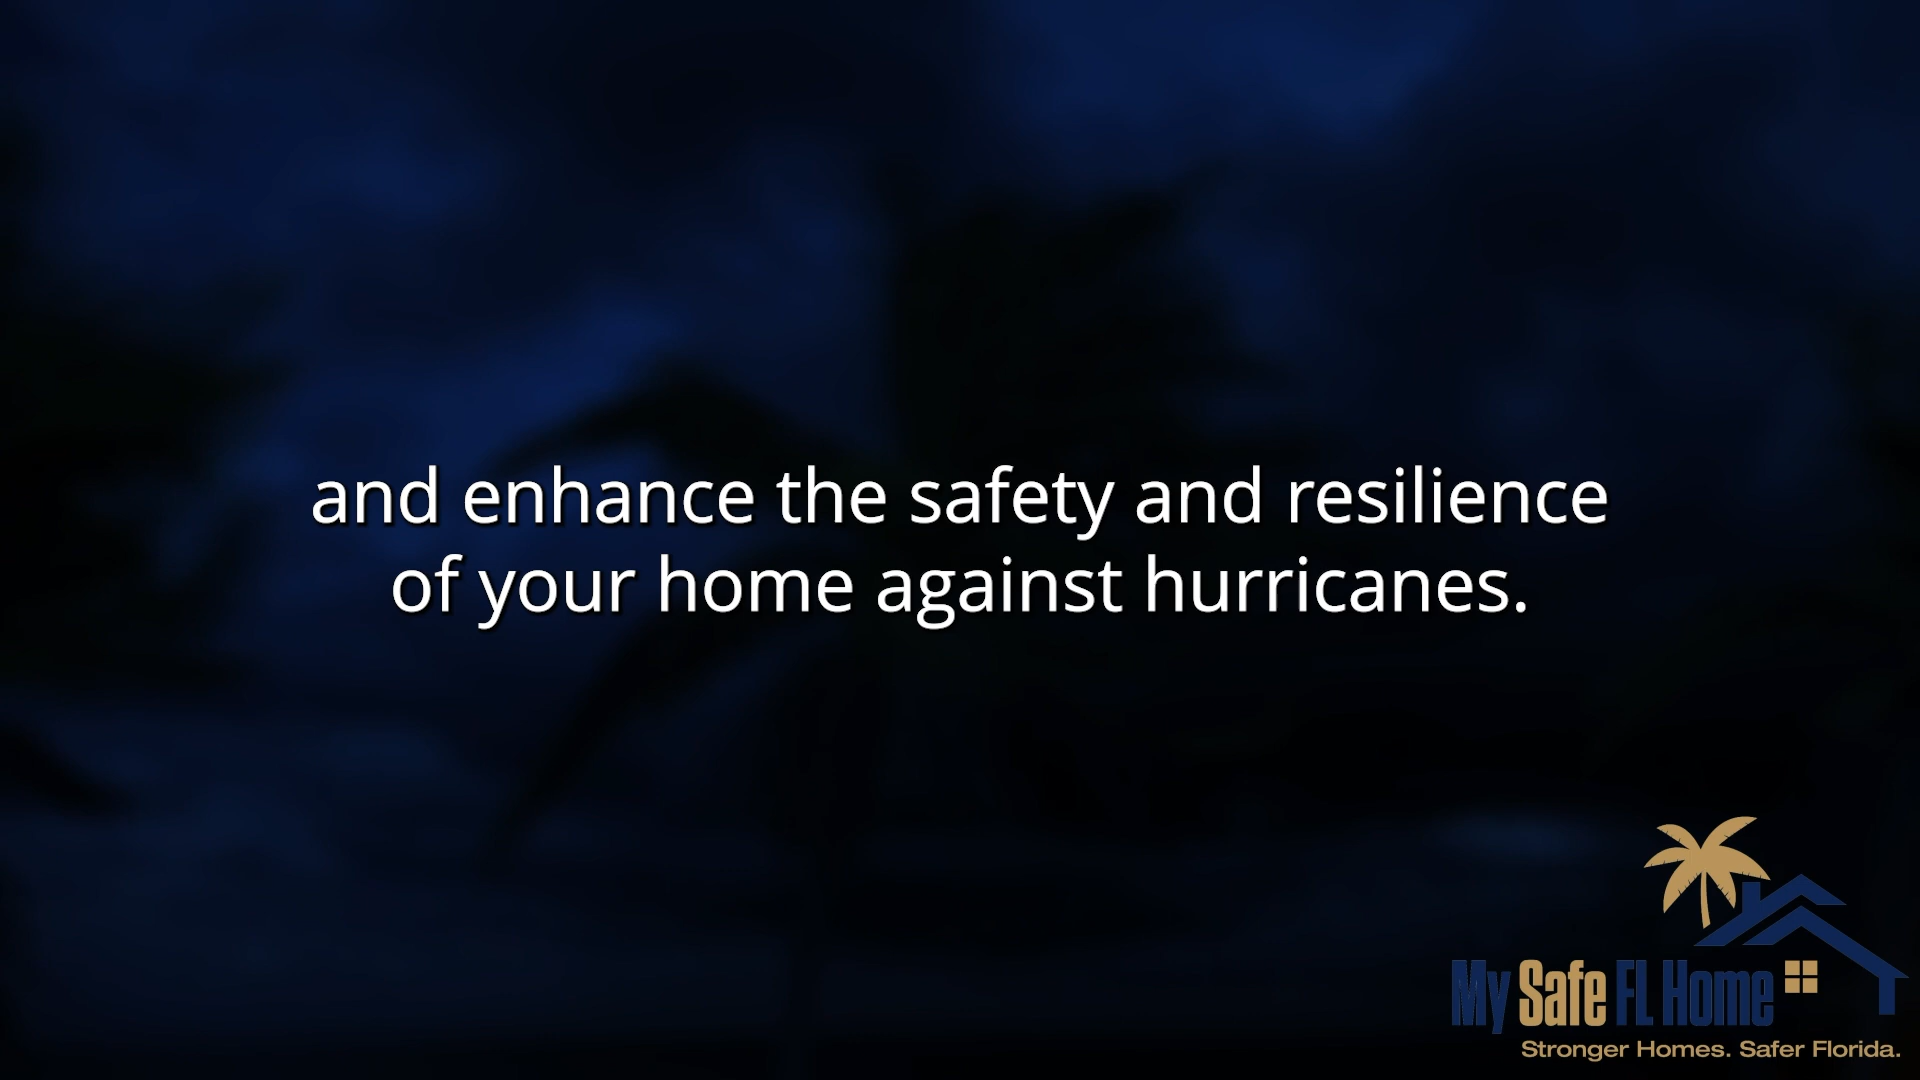 and enhance the safety and resilience
of your home against hurricanes.
My Safe FL Home
Stronger Homes. Safer Florida.